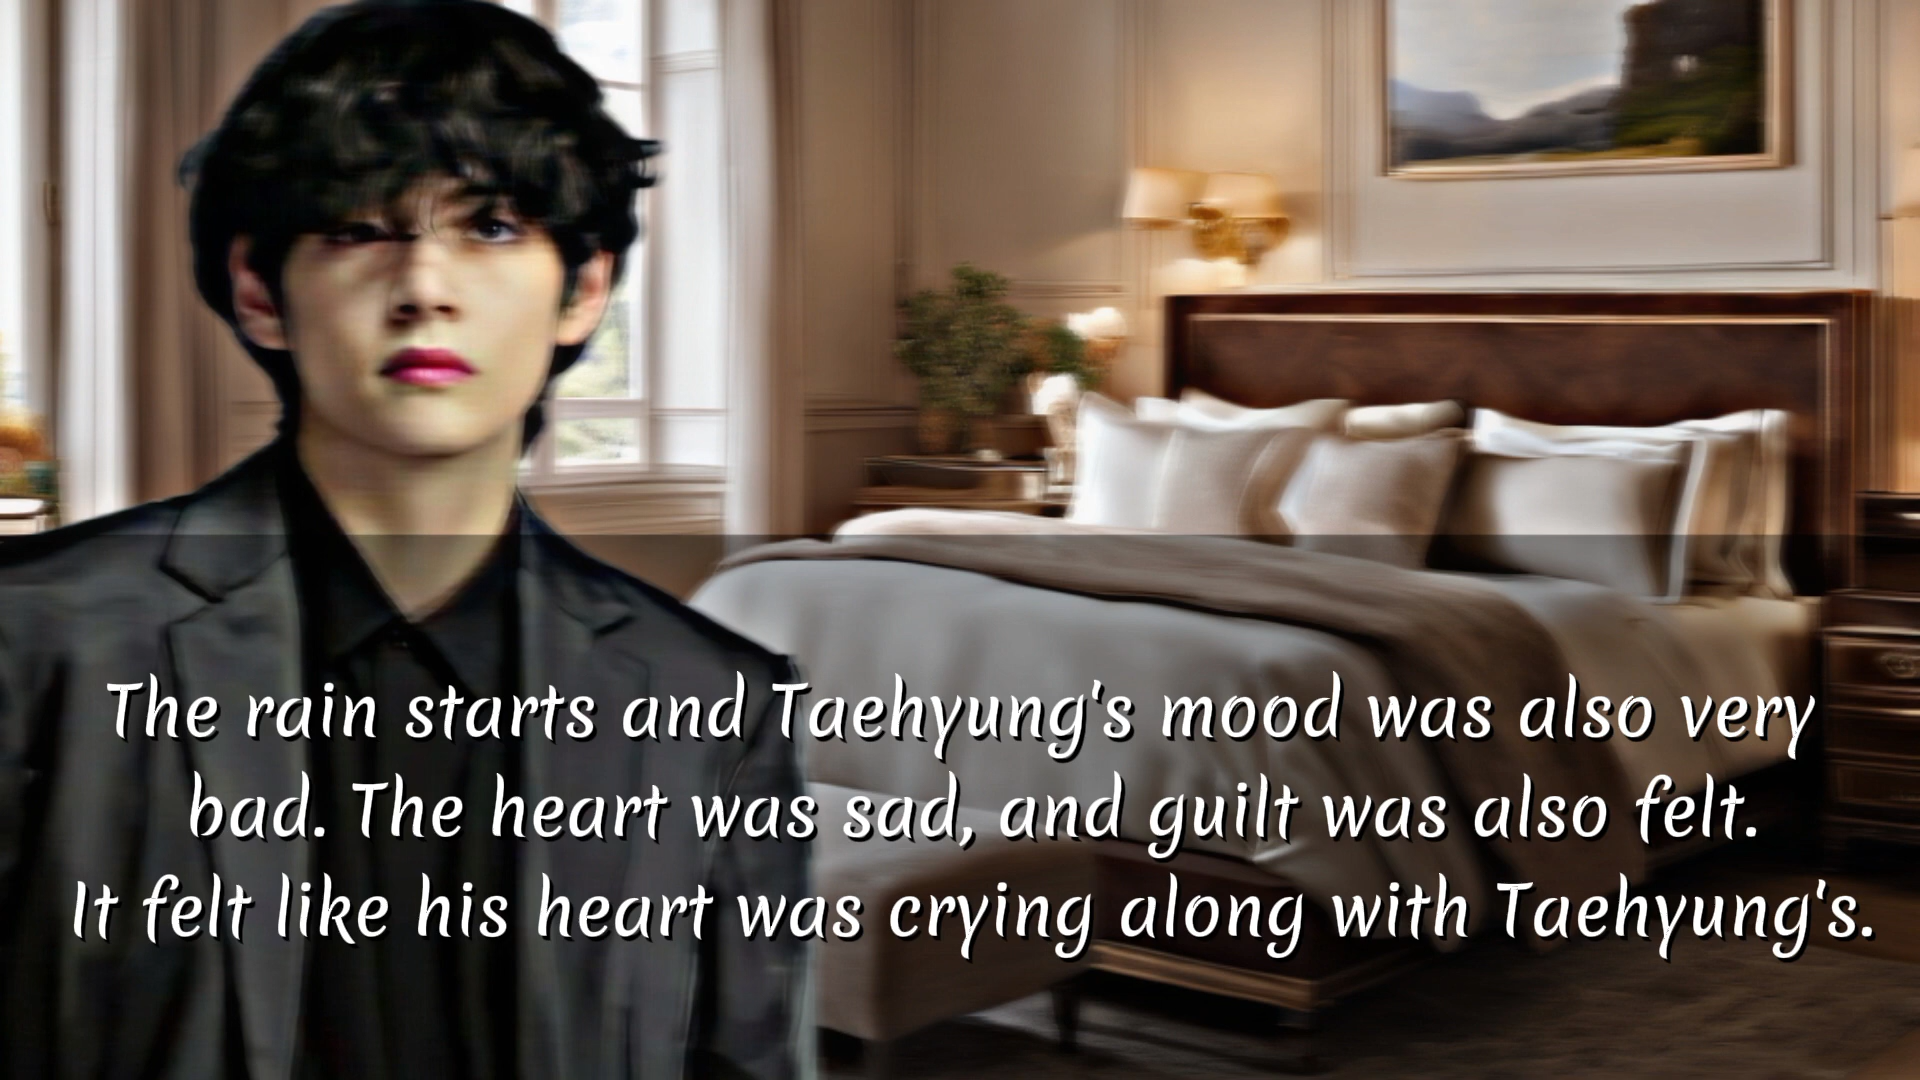 The rain starts and Taehyung's mood was also very
bad. The heart was sad, and guilt was also felt.
It felt like his heart was crying along with Taehyung's.